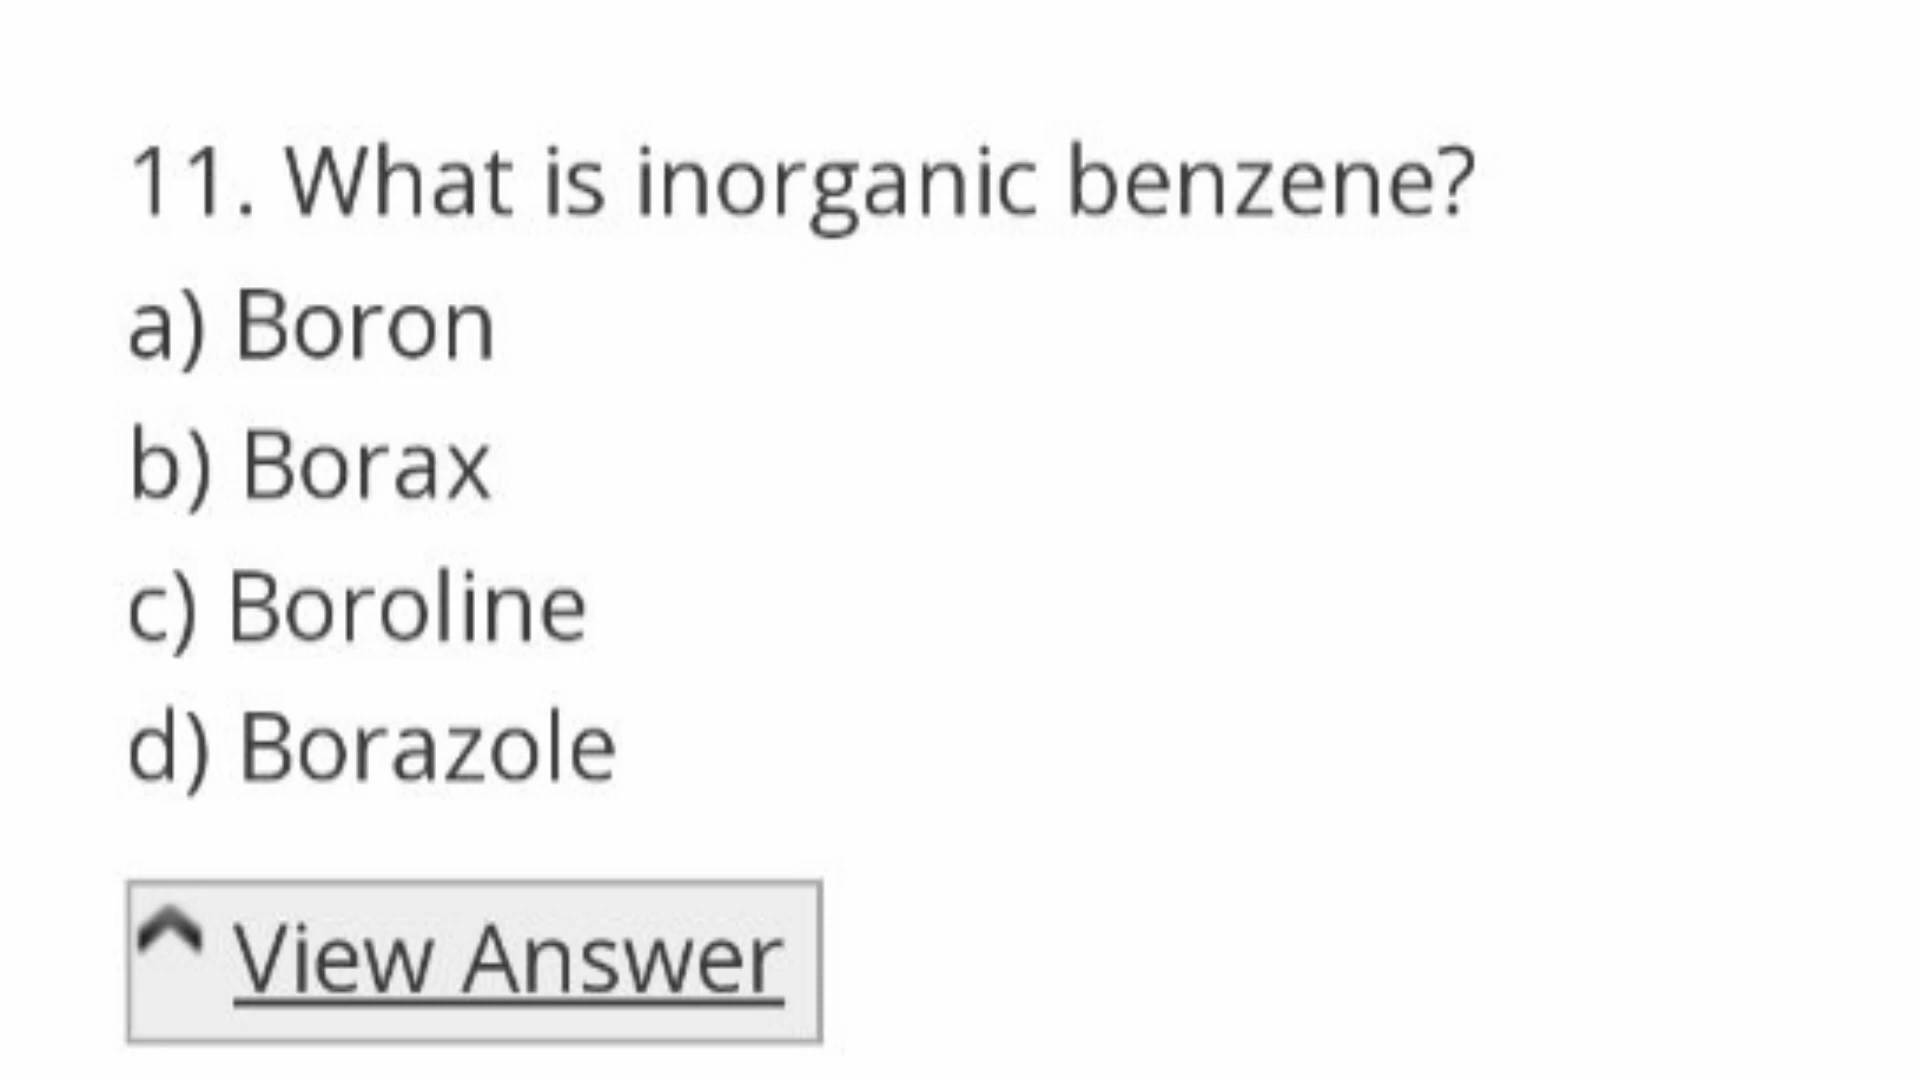 11. What is inorganic benzene?
a) Boron
b) Borax
c) Boroline
d) Borazole
View Answer